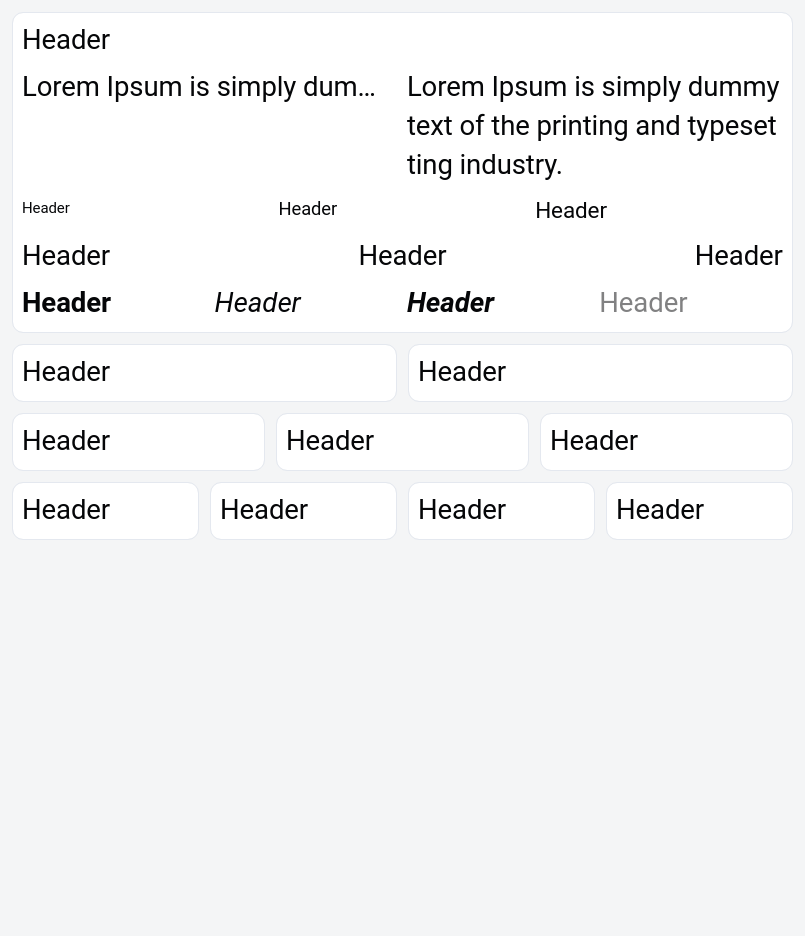 Header
Lorem Ipsum is simply dum...
Lorem Ipsum is simply dummy
text of the printing and typeset
ting industry.
Header Header Header
Header Header Header
Header Header Header Header
Header Header
Header Header Header
Header Header Header Header